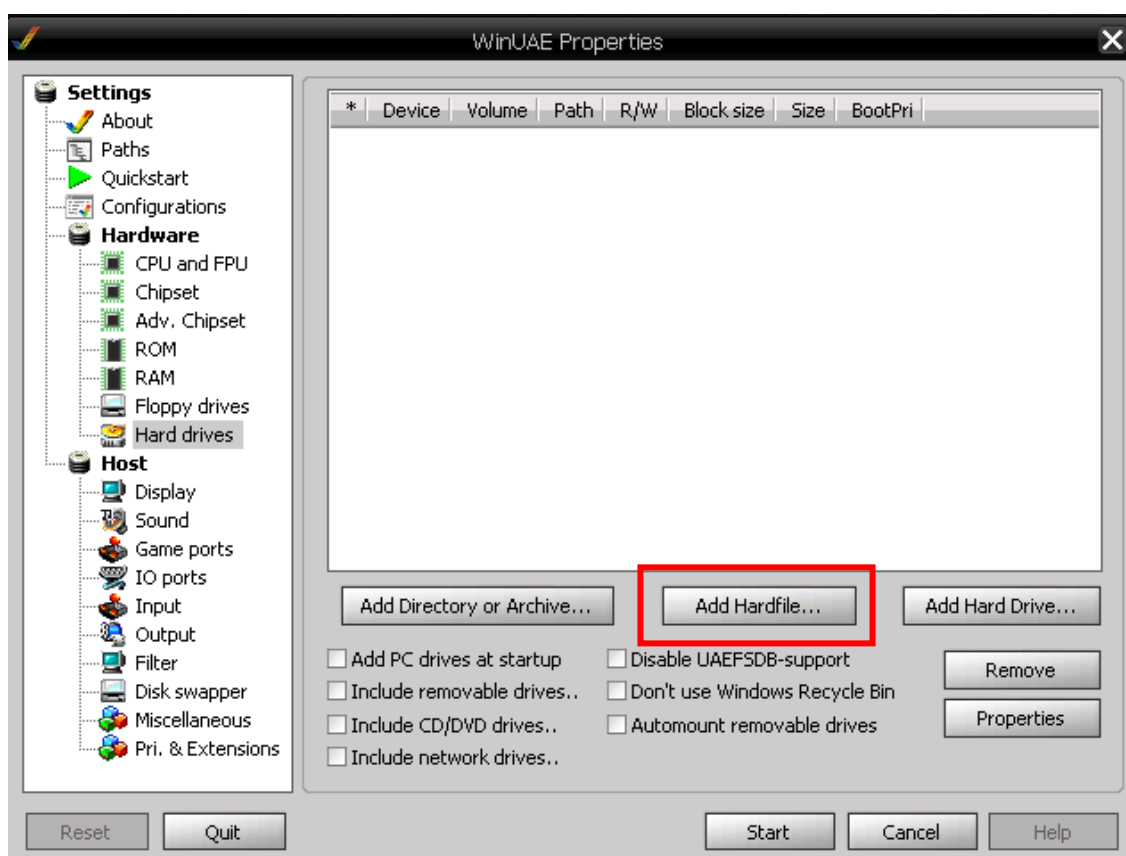 WinUAE Properties
Settings
About
Paths
Quickstart
Configurations
Hardware
CPU and FPU
Chipset
Adv. Chipset
ROM
RAM
Floppy drives
Hard drives
Host
Display
Sound
Game ports
IO ports
Input
Output
Filter
Disk swapper
Miscellaneous
Pri. & Extensions
* Device Volume Path R/W Block size Size BootPri
Add Directory or Archive... Add Hardfile... Add Hard Drive...
Add PC drives at startup Disable UAEFSDB-support Remove
Include removable drives.. Don't use Windows Recycle Bin
Include CD/DVD drives.. Automount removable drives Properties
Include network drives..
Reset Quit Start Cancel Help